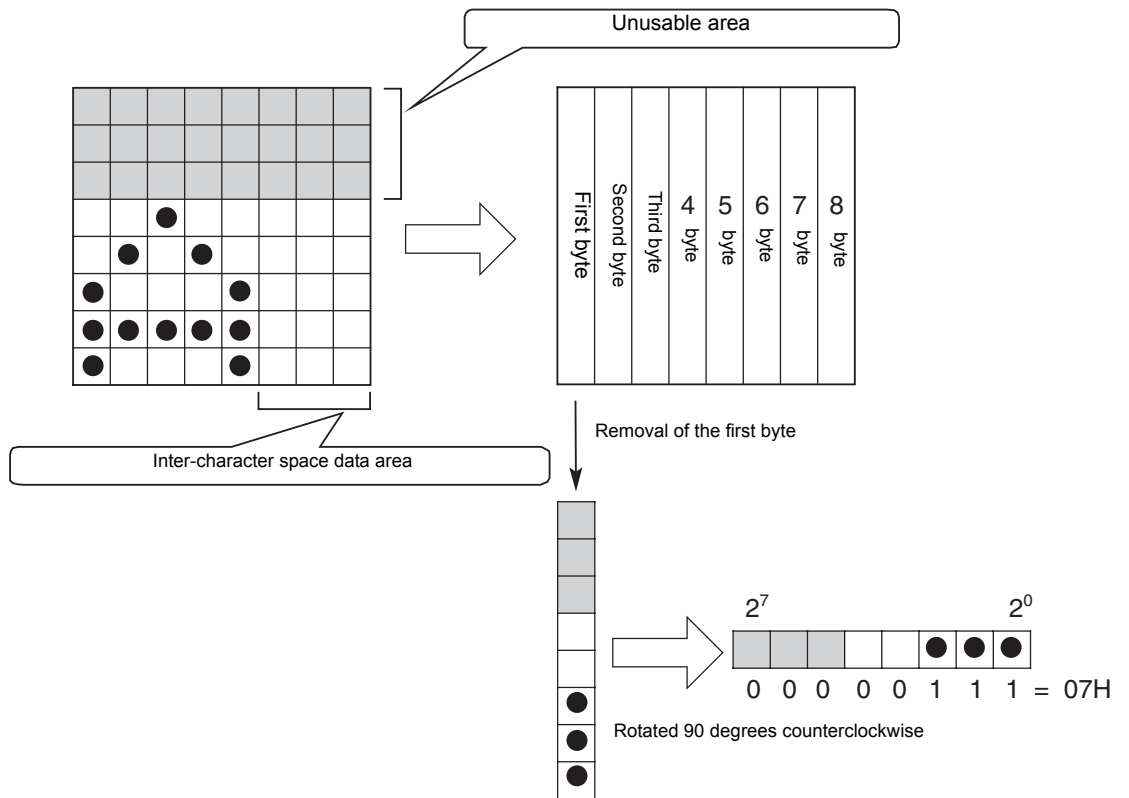 Unusable area
First byte
Second byte
Third byte
4 byte
5 byte
6 byte
7 byte
8 byte
Removal of the first byte
Inter-character space data area
2⁷ 2⁰
0 0 0 0 0 1 1 1 = 07H
Rotated 90 degrees counterclockwise